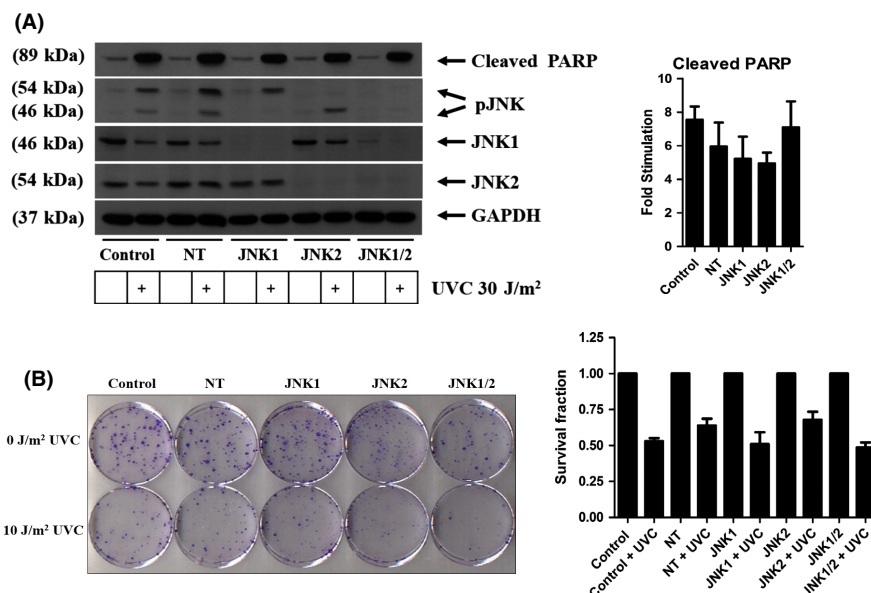 (A)
(89 kDa)
Cleaved PARP
(54 kDa)
pJNK
(46 kDa)
(46 kDa)
JNK1
(54 kDa)
JNK2
(37 kDa)
GAPDH
Control NT JNK1 JNK2 JNK1/2
+ + + + + UVC 30 J/m²
Cleaved PARP
Fold Stimulation
8
6
4
2
0
Control NT JNK1 JNK2 JNK1/2
(B)
Control NT JNK1 JNK2 JNK1/2
0 J/m² UVC
10 J/m² UVC
Survival fraction
1.25
1.00
0.75
0.50
0.25
0.00
Control
Control + UVC
NT
NT + UVC
JNK1
JNK1 + UVC
JNK2
JNK2 + UVC
JNK1/2
INK1/2 + UVC